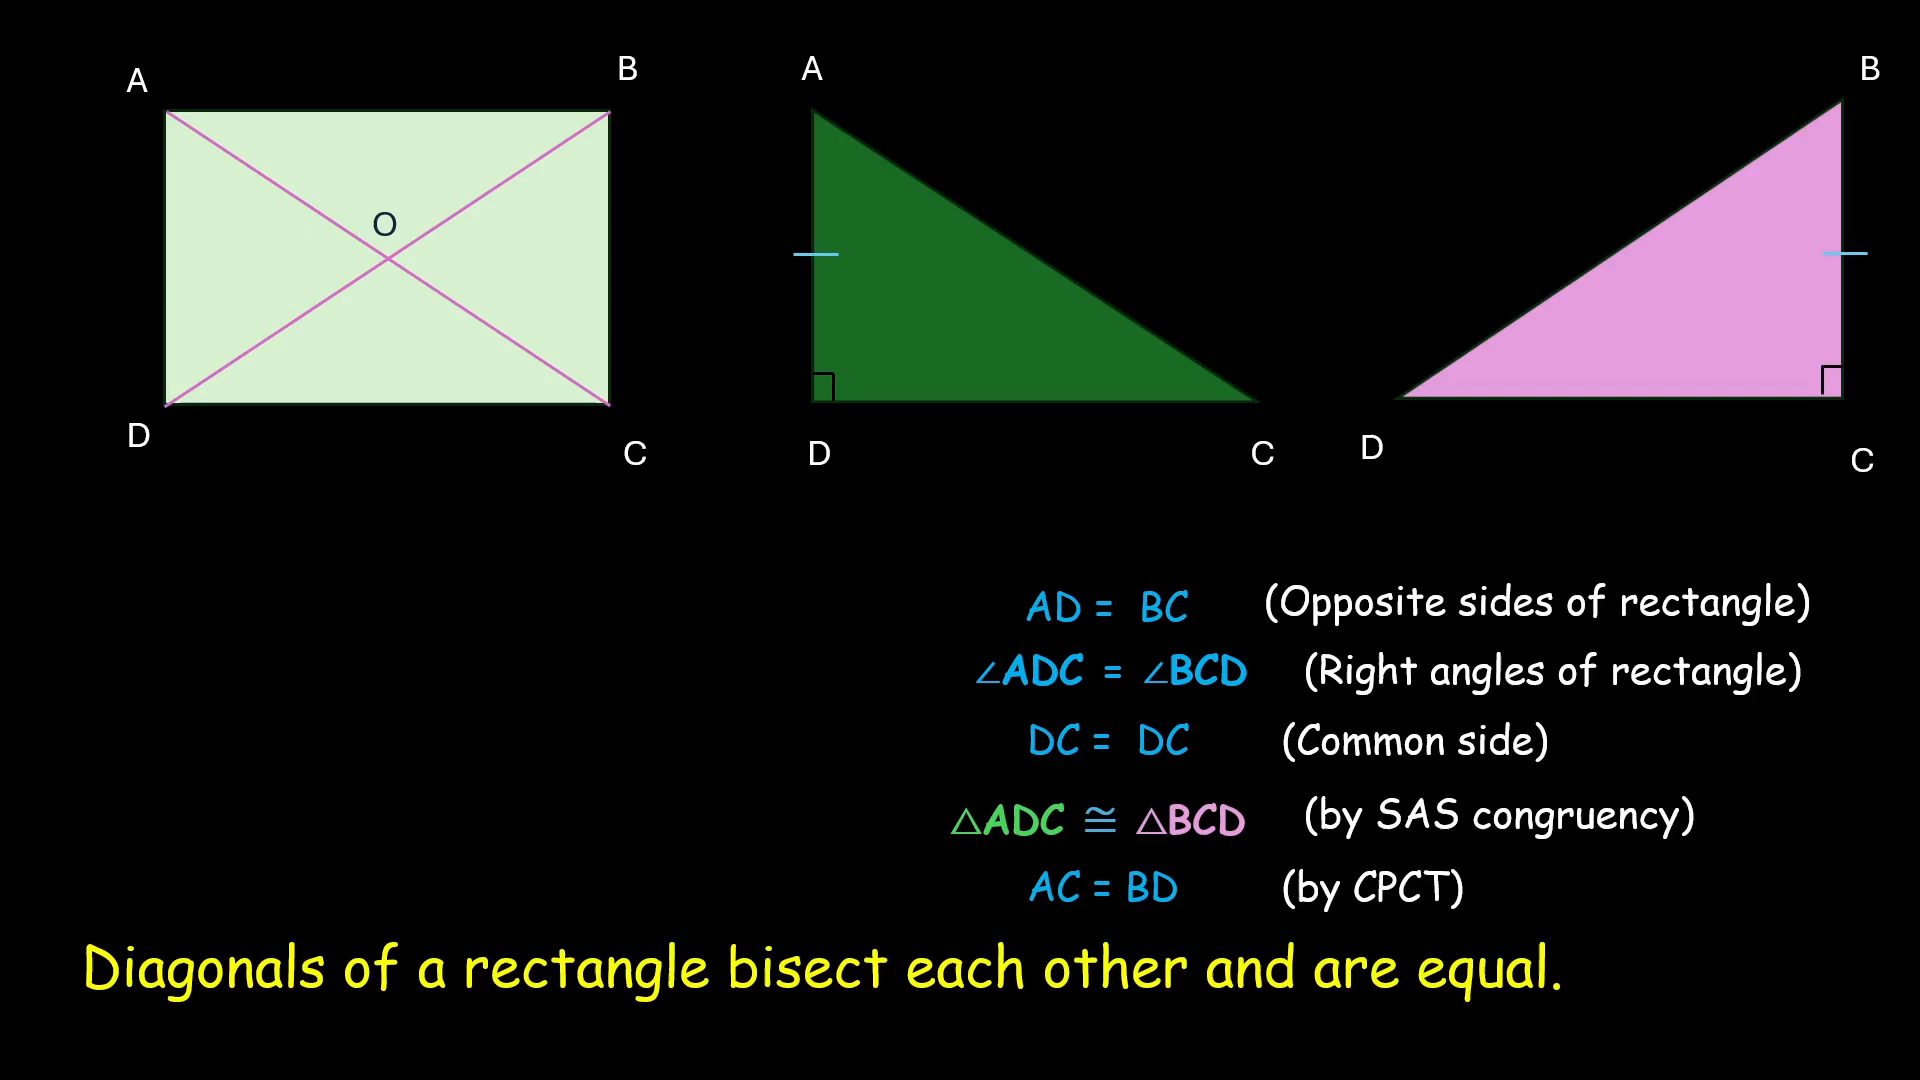 A B A B
O
D C D C D C
AD = BC (Opposite sides of rectangle)
∠ADC = ∠BCD (Right angles of rectangle)
DC = DC (Common side)
△ADC ≅ △BCD (by SAS congruency)
AC = BD (by CPCT)
Diagonals of a rectangle bisect each other and are equal.